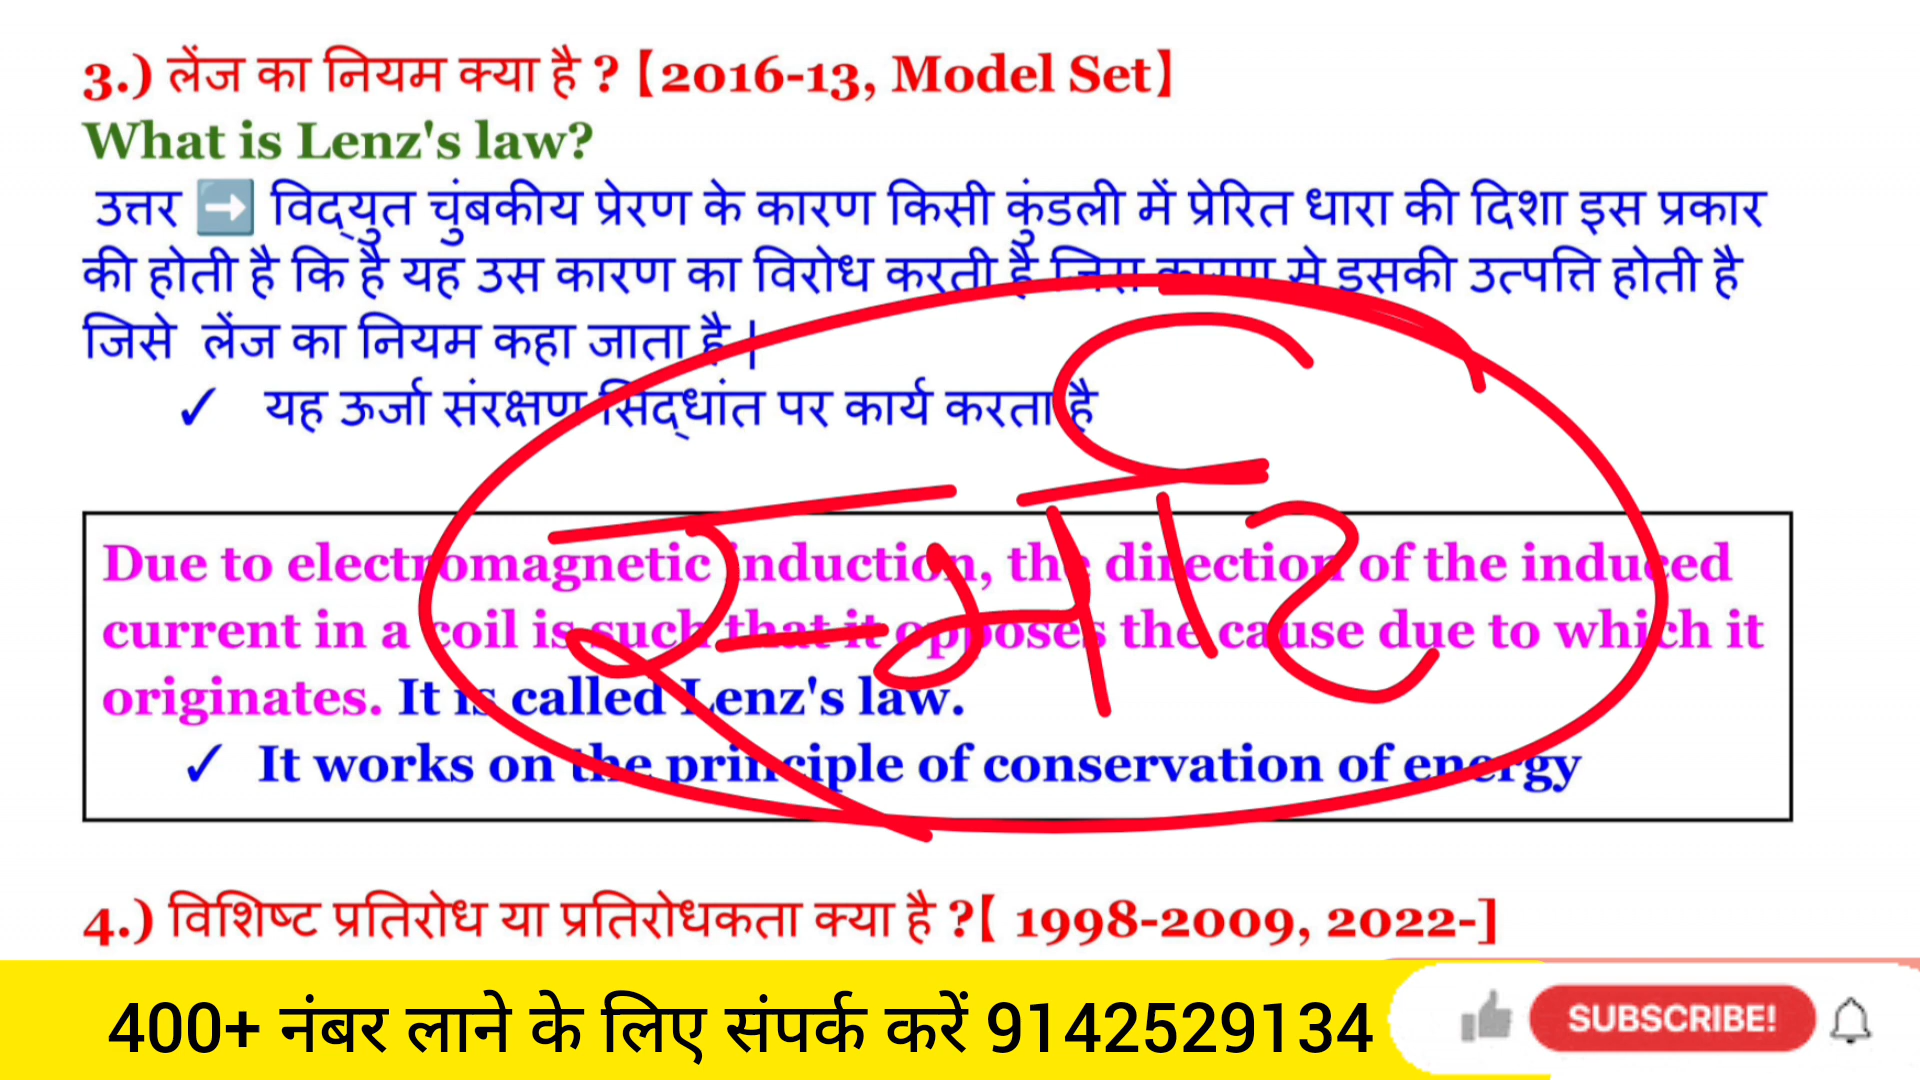 3.) लेंज का नियम क्या है ?【2016-13, Model Set】
What is Lenz's law?
उत्तर ➡️ विद्‌युत चुंबकीय प्रेरण के कारण किसी कुंडली में प्रेरित धारा की दिशा इस प्रकार
की होती है कि है यह उस कारण का विरोध करती है जिस कारण से इसकी उत्पत्ति होती है
जिसे लेंज का नियम कहा जाता है |
✓ यह ऊर्जा संरक्षण सिद्‌धांत पर कार्य करता है
Due to electromagnetic induction, the direction of the induced
current in a coil is such that it opposes the cause due to which it
originates. It is called Lenz's law.
✓ It works on the principle of conservation of energy
4.) विशिष्ट प्रतिरोध या प्रतिरोधकता क्या है ?【 1998-2009, 2022-]
400+ नंबर लाने के लिए संपर्क करें 9142529134
SUBSCRIBE!